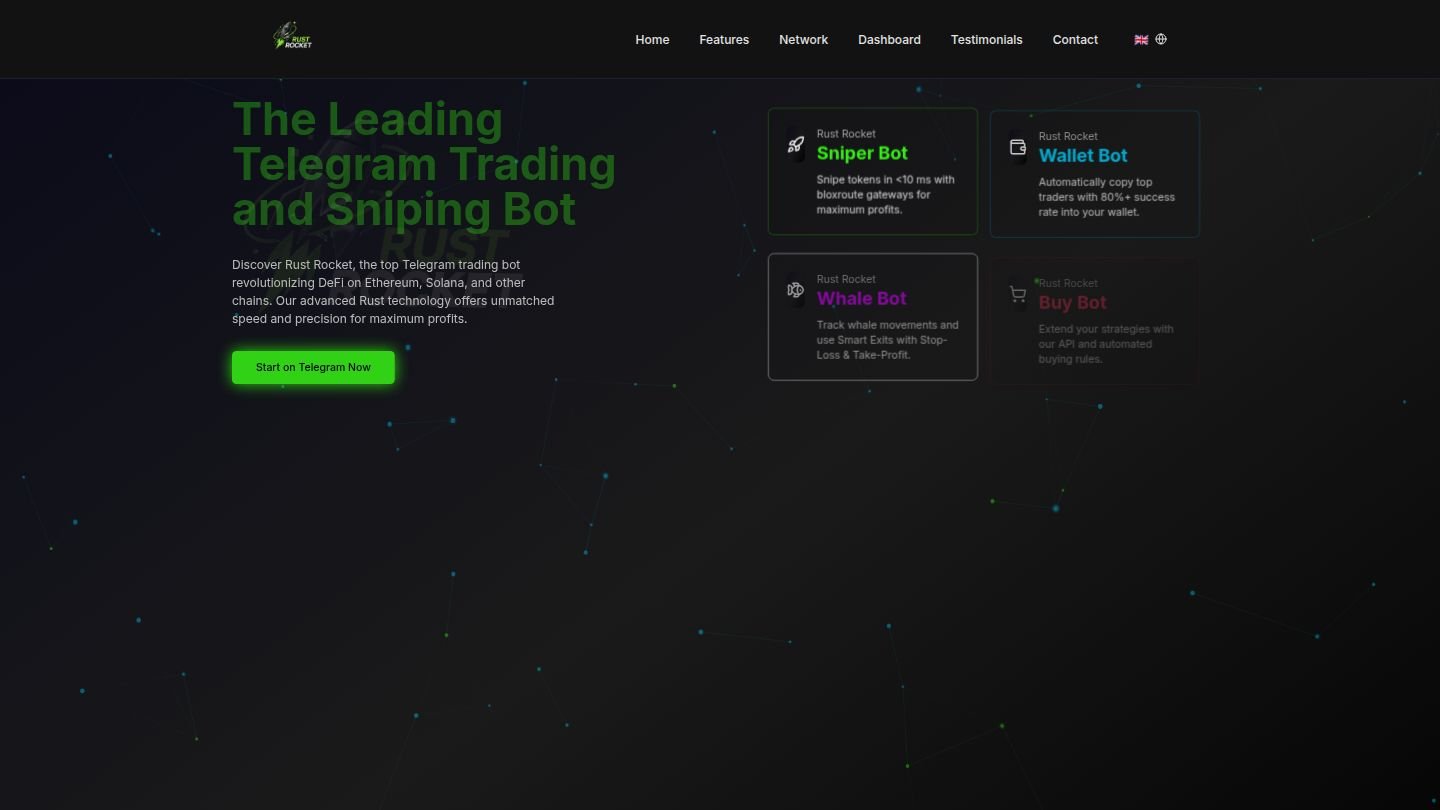 RUST
ROCKET
Home
Features
Network
Dashboard
Testimonials
Contact
The Leading
Telegram Trading
and Sniping Bot
RUST
ROCKET
Discover Rust Rocket, the top Telegram trading bot
revolutionizing DeFi on Ethereum, Solana, and other
chains. Our advanced Rust technology offers unmatched
speed and precision for maximum profits.
Start on Telegram Now
Rust Rocket
Sniper Bot
Snipe tokens in <10 ms with
bloxroute gateways for
maximum profits.
Rust Rocket
Wallet Bot
Automatically copy top
traders with 80%+ success
rate into your wallet.
Rust Rocket
Whale Bot
Track whale movements and
use Smart Exits with Stop-
Loss & Take-Profit.
Rust Rocket
Buy Bot
Extend your strategies with
our API and automated
buying rules.